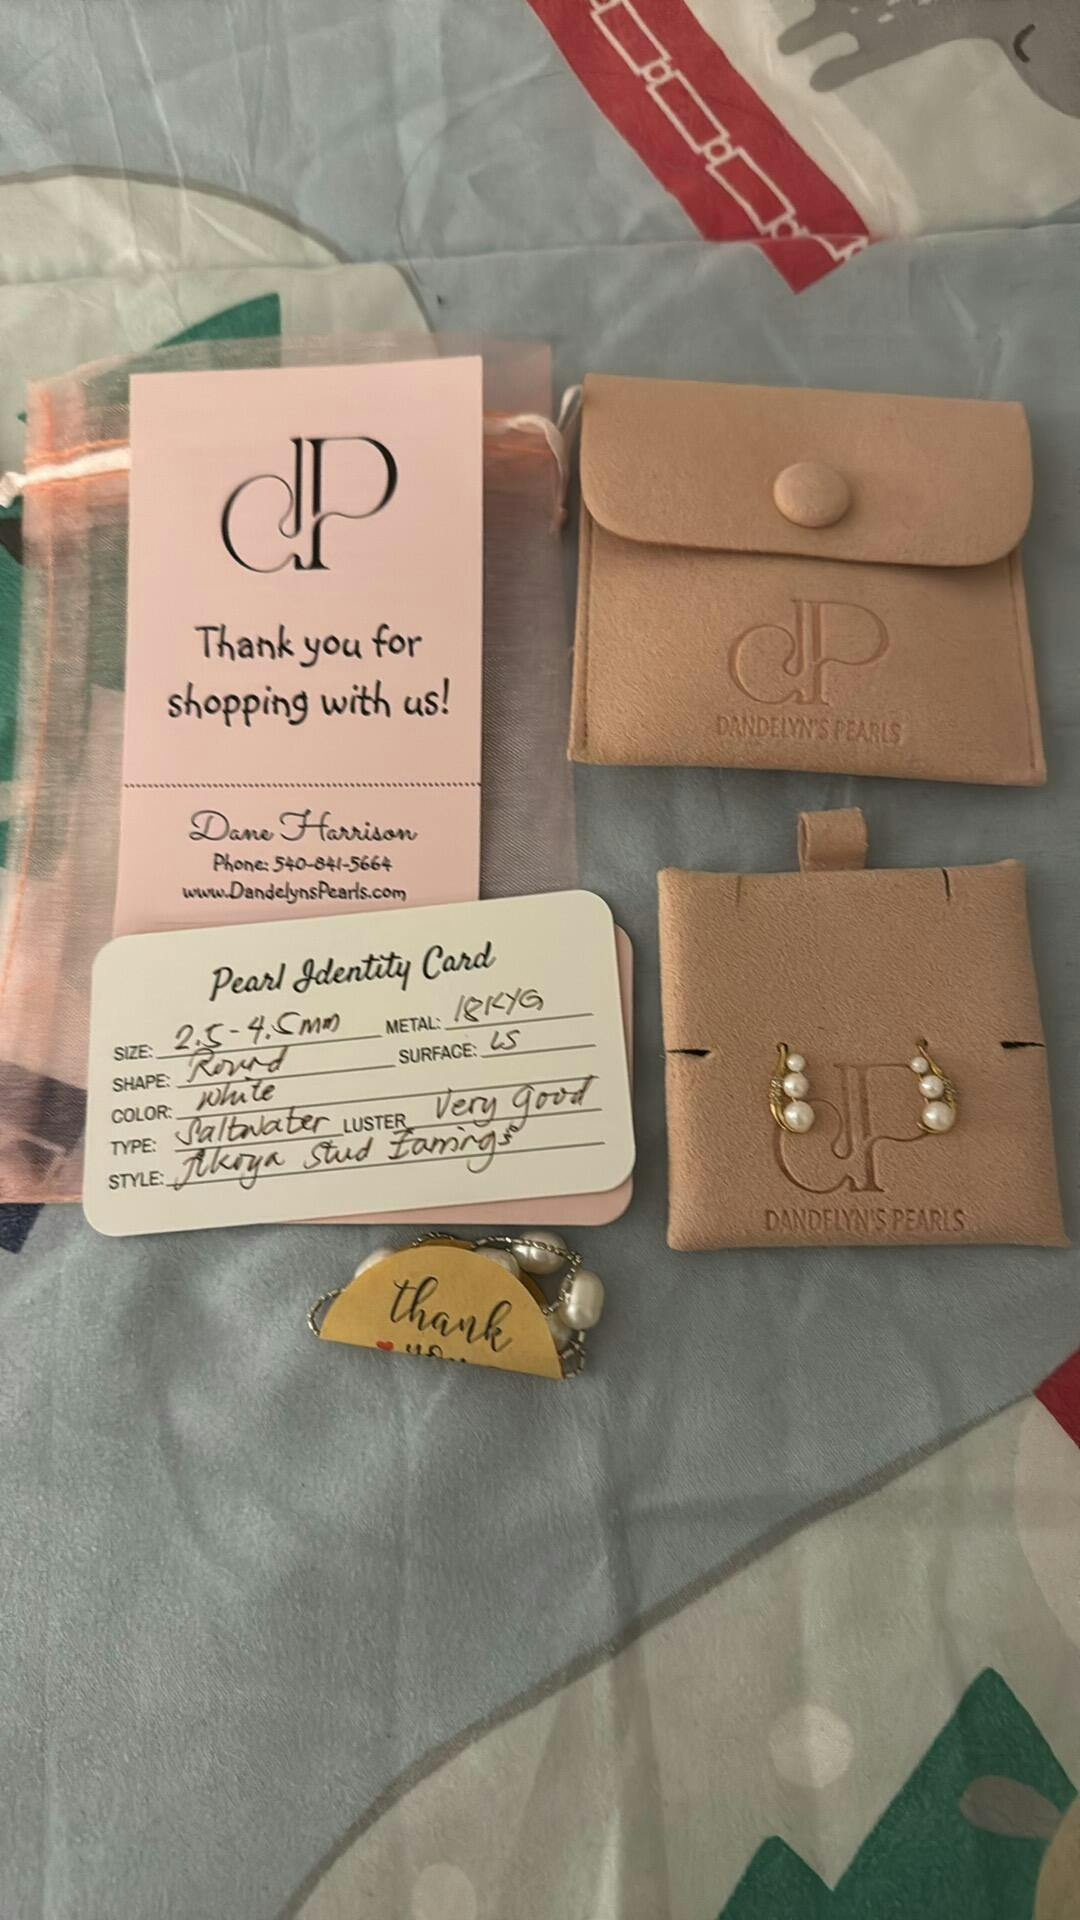 dP
Thank you for
shopping with us!
Dane Harrison
Phone: 540-841-5664
www.DandelynsPearls.com
dP
DANDELYN'S PEARLS
Pearl Identity Card
SIZE: 2.5-4.5mm METAL: 18KYG
SHAPE: Round SURFACE: LS
COLOR: White
TYPE: Saltwater LUSTER Very Good
STYLE: Akoya Stud Earrings
dP
DANDELYN'S PEARLS
thank